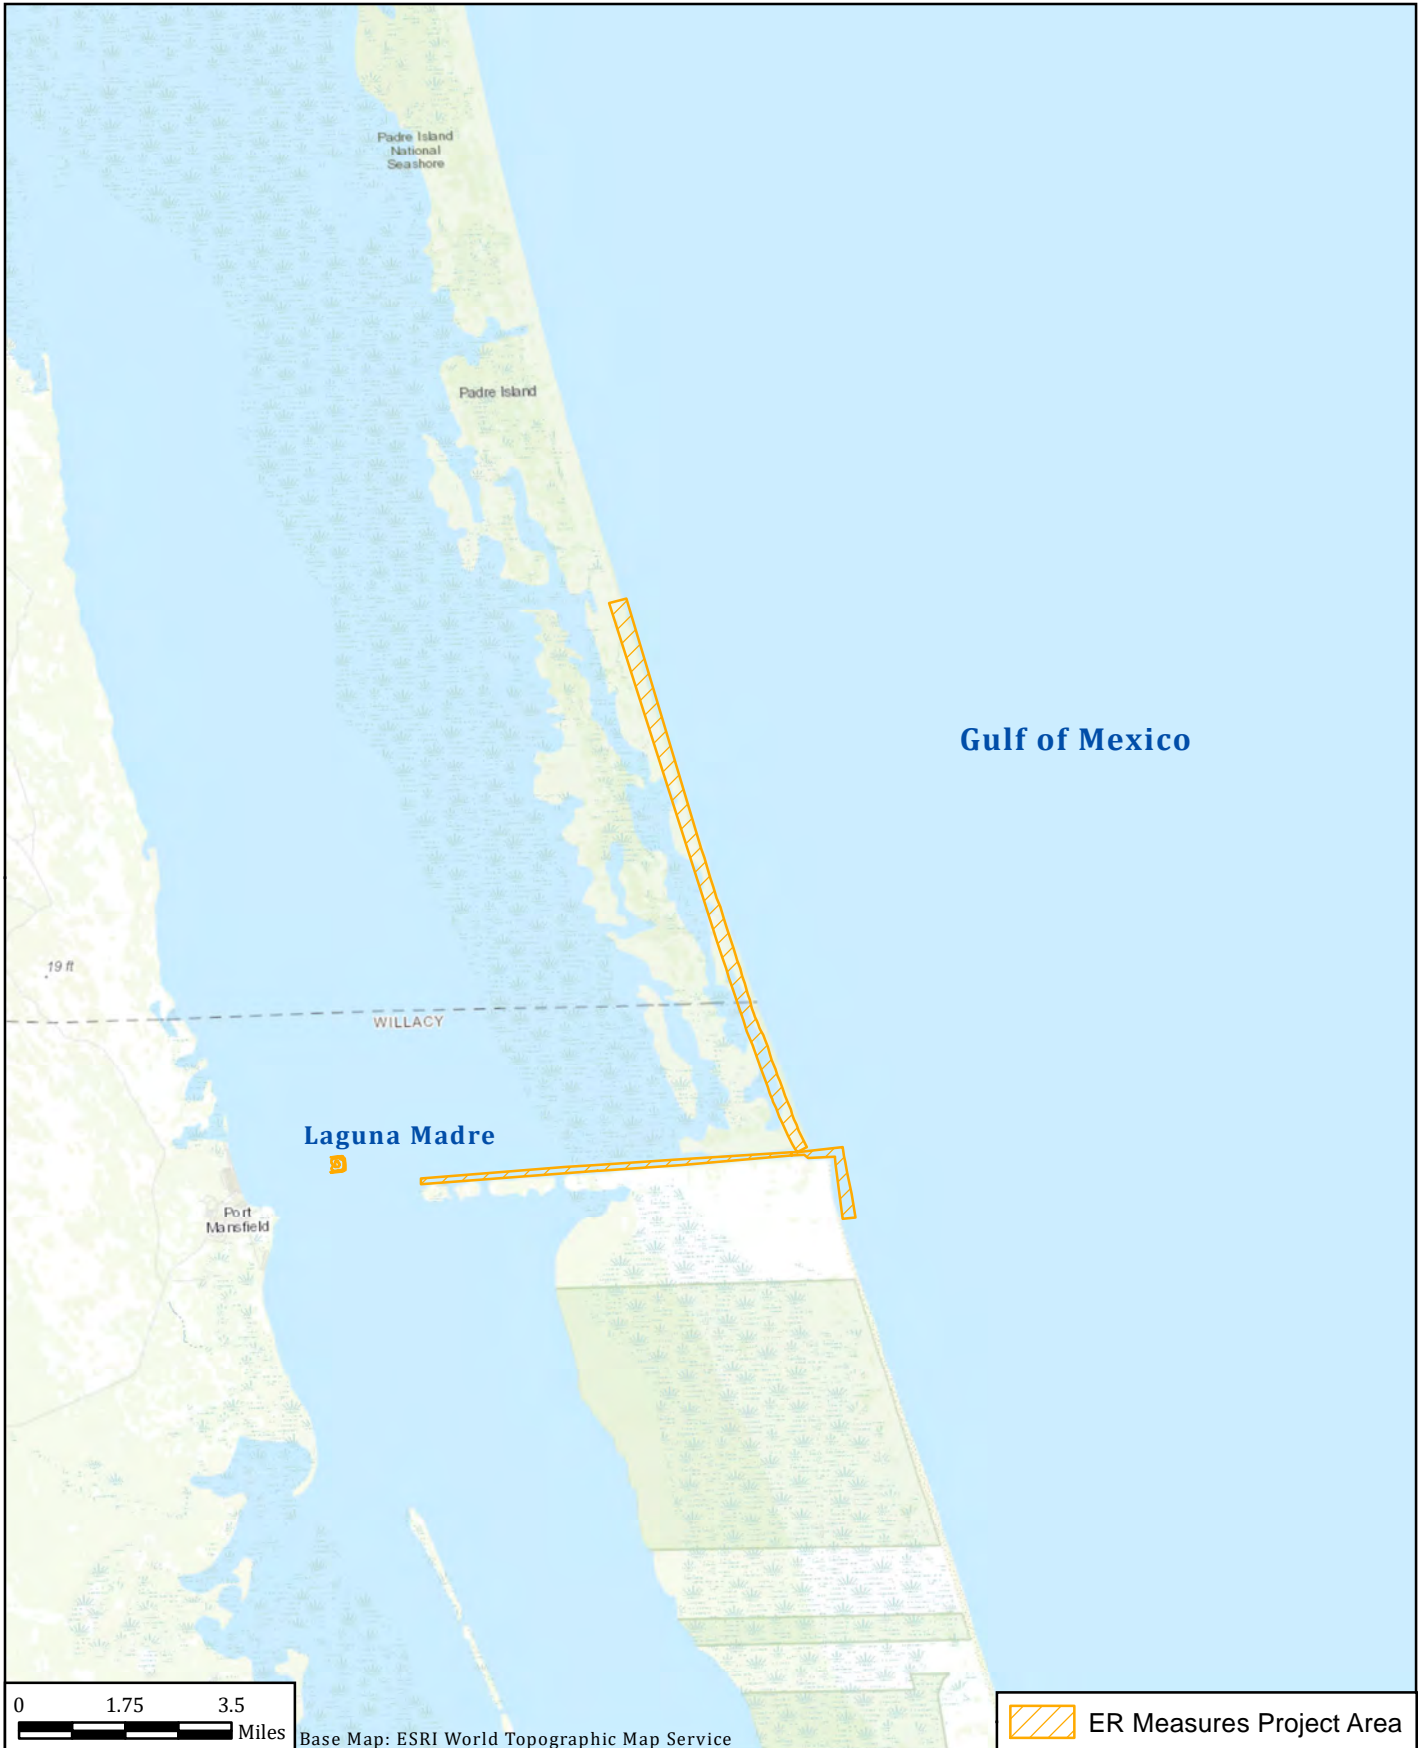 Padre Island
National
Seashore
Padre Island
Gulf of Mexico
19 ft
WILLACY
Laguna Madre
Port
Mansfield
0 1.75 3.5
Miles
Base Map: ESRI World Topographic Map Service
ER Measures Project Area